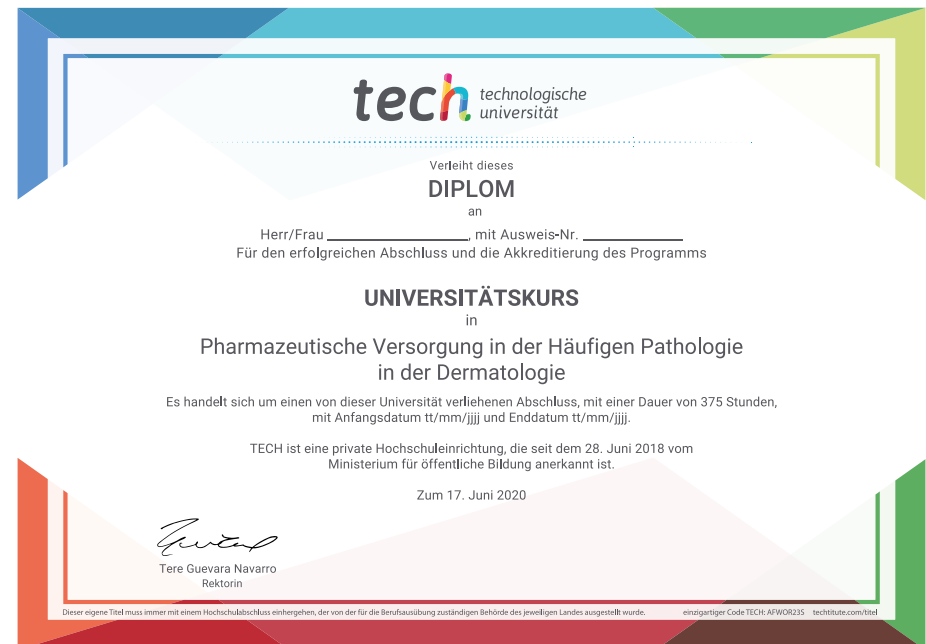 tech technologische
universität
Verleiht dieses
DIPLOM
an
Herr/Frau ____________, mit Ausweis-Nr. ____________
Für den erfolgreichen Abschluss und die Akkreditierung des Programms
UNIVERSITÄTSKURS
in
Pharmazeutische Versorgung in der Häufigen Pathologie
in der Dermatologie
Es handelt sich um einen von dieser Universität verliehenen Abschluss, mit einer Dauer von 375 Stunden,
mit Anfangsdatum tt/mm/jjjj und Enddatum tt/mm/jjjj.
TECH ist eine private Hochschuleinrichtung, die seit dem 28. Juni 2018 vom
Ministerium für öffentliche Bildung anerkannt ist.
Zum 17. Juni 2020
Tere Guevara Navarro
Rektorin
Dieser eigene Titel muss immer mit einem Hochschulabschluss einhergehen, der von der für die Berufsausübung zuständigen Behörde des jeweiligen Landes ausgestellt wurde. einzigartiger Code TECH: AFWOR23S techtitute.com/titel